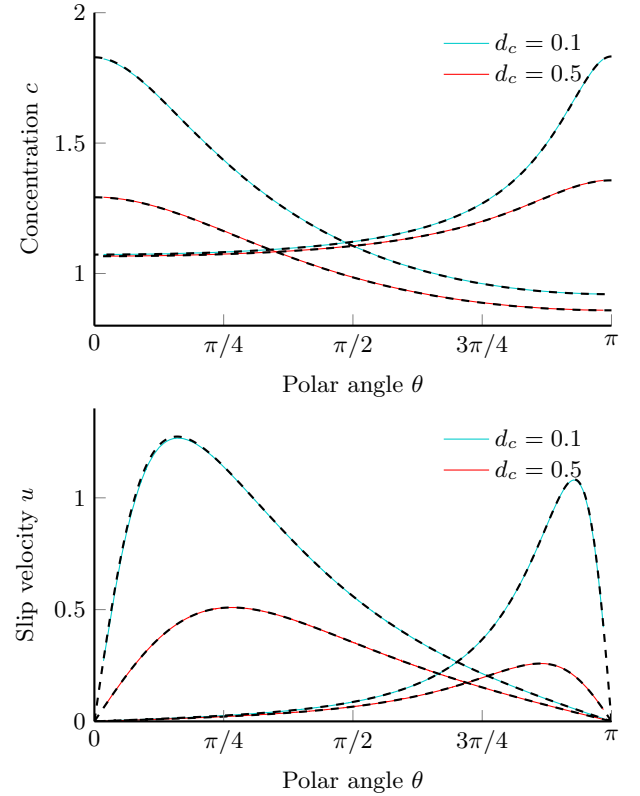 2
d_c = 0.1
d_c = 0.5
1.5
1
Concentration c
0
π/4
π/2
3π/4
π
Polar angle θ
d_c = 0.1
d_c = 0.5
1
0.5
0
Slip velocity u
0
π/4
π/2
3π/4
π
Polar angle θ